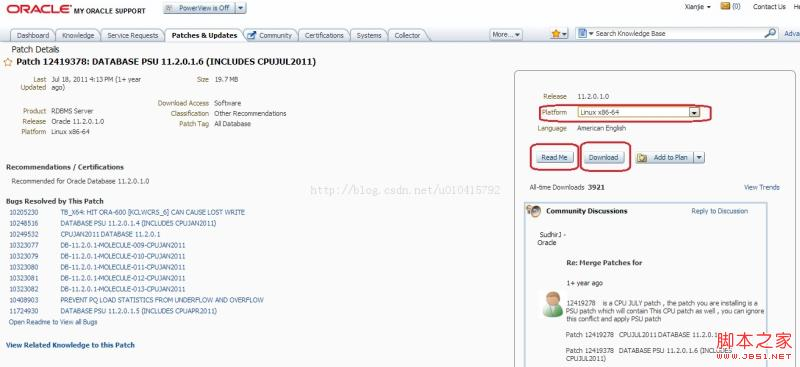 ORACLE MY ORACLE SUPPORT PowerView is Off Xianjie (0) Contact Us
Dashboard Knowledge Service Requests Patches & Updates Community Certifications Systems Collector More... Search Knowledge Base
Patch Details
Patch 12419378: DATABASE PSU 11.2.0.1.6 (INCLUDES CPUJUL2011)
Last Updated Jul 18, 2011 4:13 PM (1+ year ago)
Size 19.7 MB
Product RDBMS Server
Release Oracle 11.2.0.1.0
Platform Linux x86-64
Download Access Software
Classification Other Recommendations
Patch Tag All Database
Recommendations / Certifications
Recommended for Oracle Database 11.2.0.1.0
Bugs Resolved by This Patch
10205230 TB_X64: HIT ORA-600 [KCLWCRS_6] CAN CAUSE LOST WRITE
10248516 DATABASE PSU 11.2.0.1.4 (INCLUDES CPUJAN2011)
10249532 CPUJAN2011 DATABASE 11.2.0.1
10323077 DB-11.2.0.1-MOLECULE-009-CPUJAN2011
10323079 DB-11.2.0.1-MOLECULE-010-CPUJAN2011
10323080 DB-11.2.0.1-MOLECULE-011-CPUJAN2011
10323081 DB-11.2.0.1-MOLECULE-012-CPUJAN2011
10323082 DB-11.2.0.1-MOLECULE-013-CPUJAN2011
10408903 PREVENT PQ LOAD STATISTICS FROM UNDERFLOW AND OVERFLOW
11724930 DATABASE PSU 11.2.0.1.5 (INCLUDES CPUAPR2011)
Open Readme to View all Bugs
View Related Knowledge to this Patch
http://blog.csdn.net/u010415792
Release 11.2.0.1.0
Platform Linux x86-64
Language American English
Read Me Download Add to Plan
All-time Downloads 3921 View Trends
Community Discussions Reply to Discussion
SudhirJ -
Oracle
Re: Merge Patches for
1+ year ago
12419278 is a CPU JULY patch , the patch you are installing is a
PSU patch which will contain This CPU patch as well , you can ignore
this conflict and apply PSU patch
Patch 12419278 CPUJUL2011 DATABASE 11.2.0.1
Patch 12419378 DATABASE PSU 11.2.0.1.6 (INCLUDES
CPUJUL2011)
脚本之家
www.jb51.net